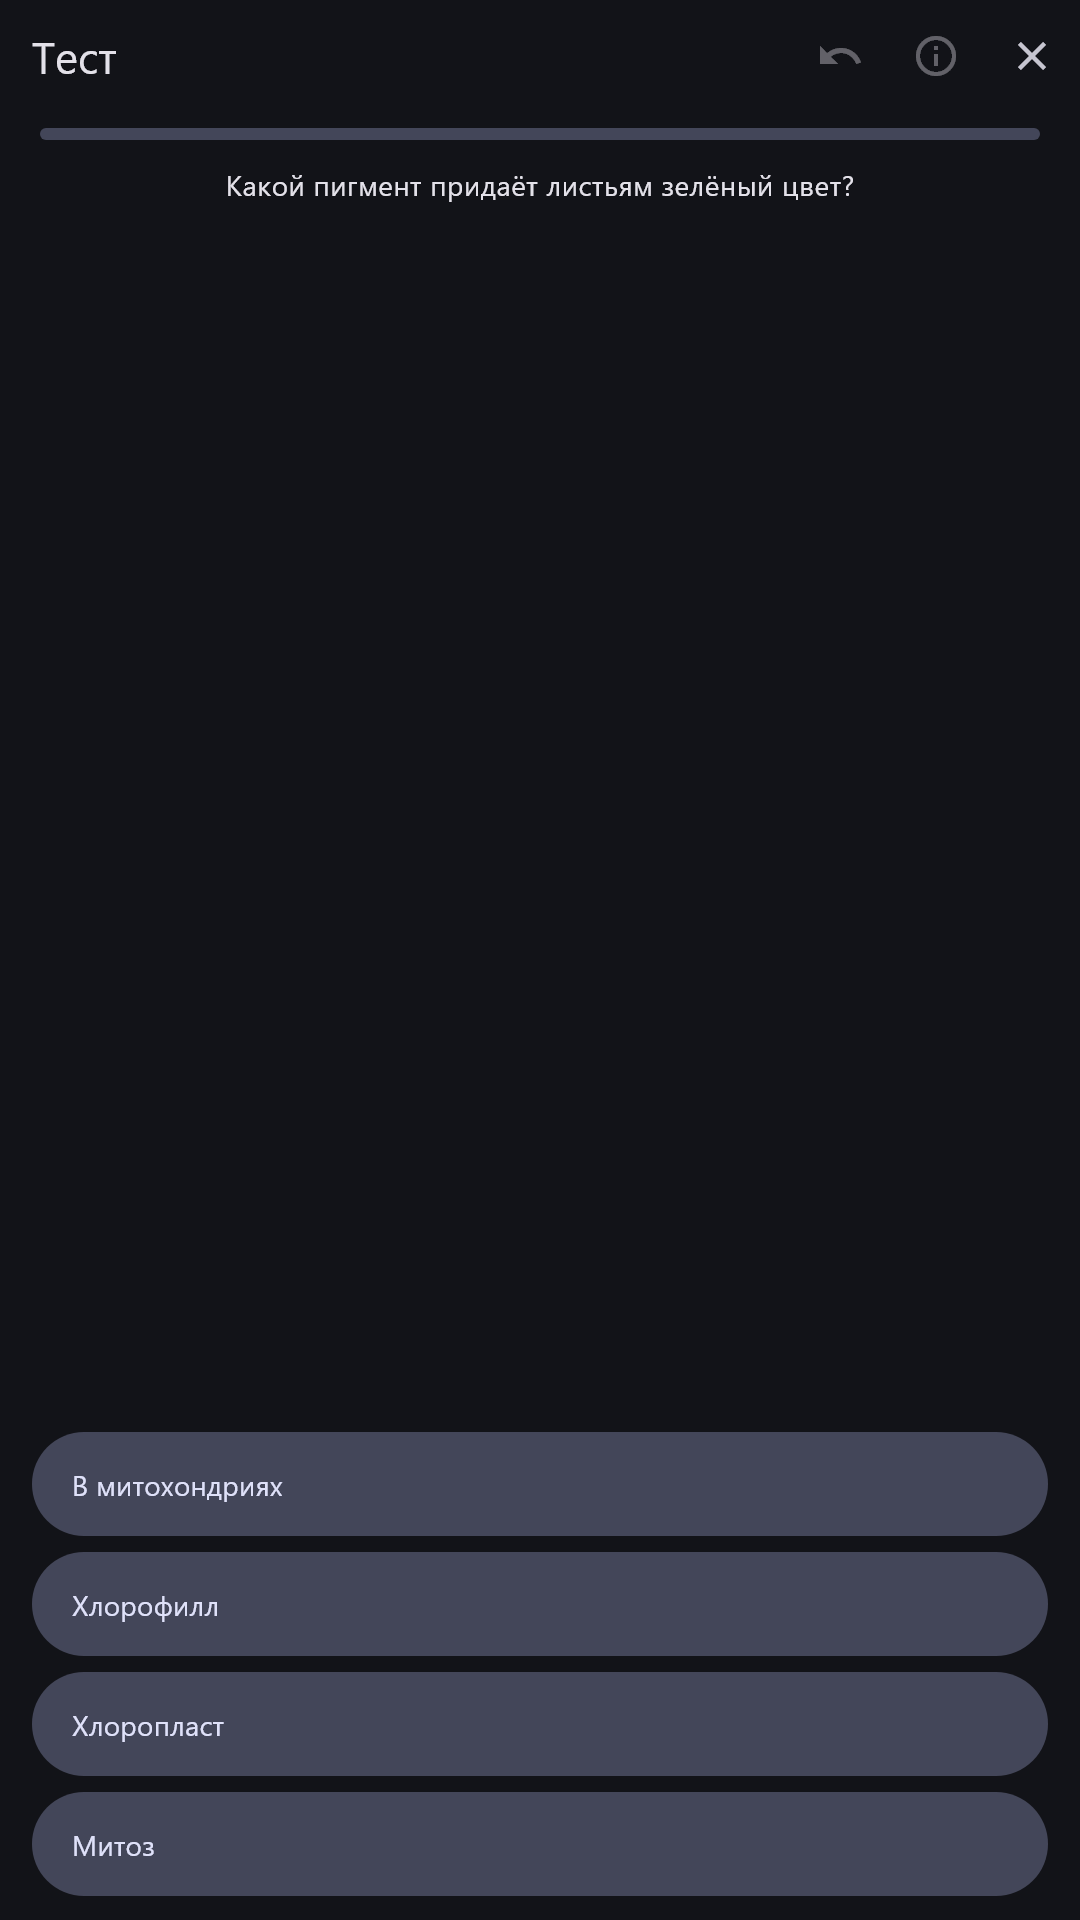 Тест
Какой пигмент придаёт листьям зелёный цвет?
В митохондриях
Хлорофилл
Хлоропласт
Митоз